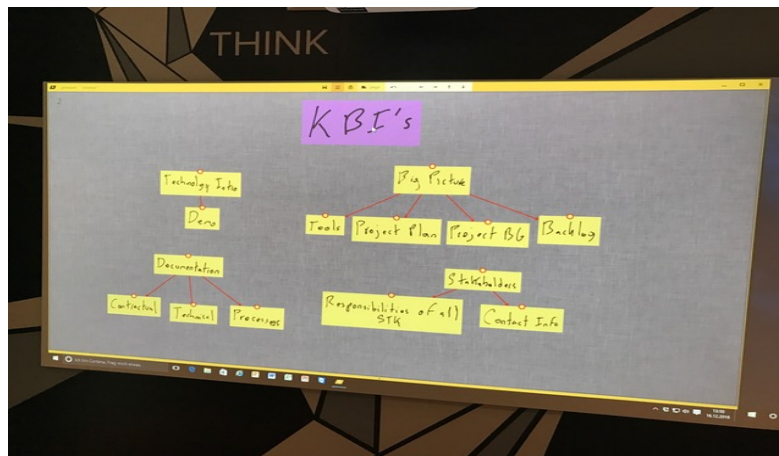 THINK
2
KBI's
Technology Intro
Demo
Big Picture
Tools
Project Plan
Project BG
Backlog
Documentation
Contractual
Technical
Processes
Stakeholders
Responsibilities of all
STK
Contact Info